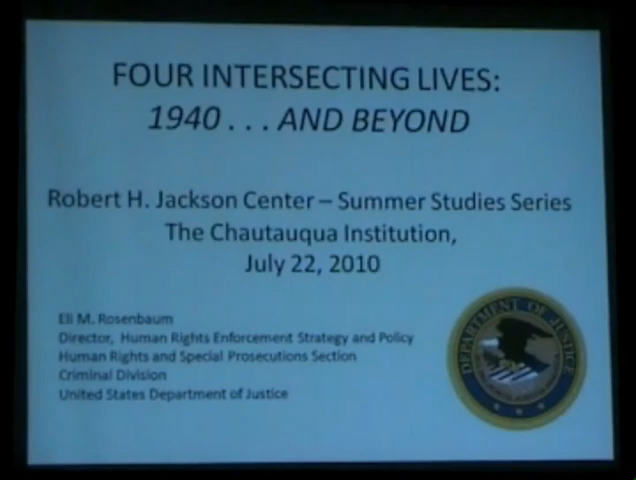 FOUR INTERSECTING LIVES:
1940 . . . AND BEYOND
Robert H. Jackson Center – Summer Studies Series
The Chautauqua Institution,
July 22, 2010
Eli M. Rosenbaum
Director, Human Rights Enforcement Strategy and Policy
Human Rights and Special Prosecutions Section
Criminal Division
United States Department of Justice
DEPARTMENT OF JUSTICE